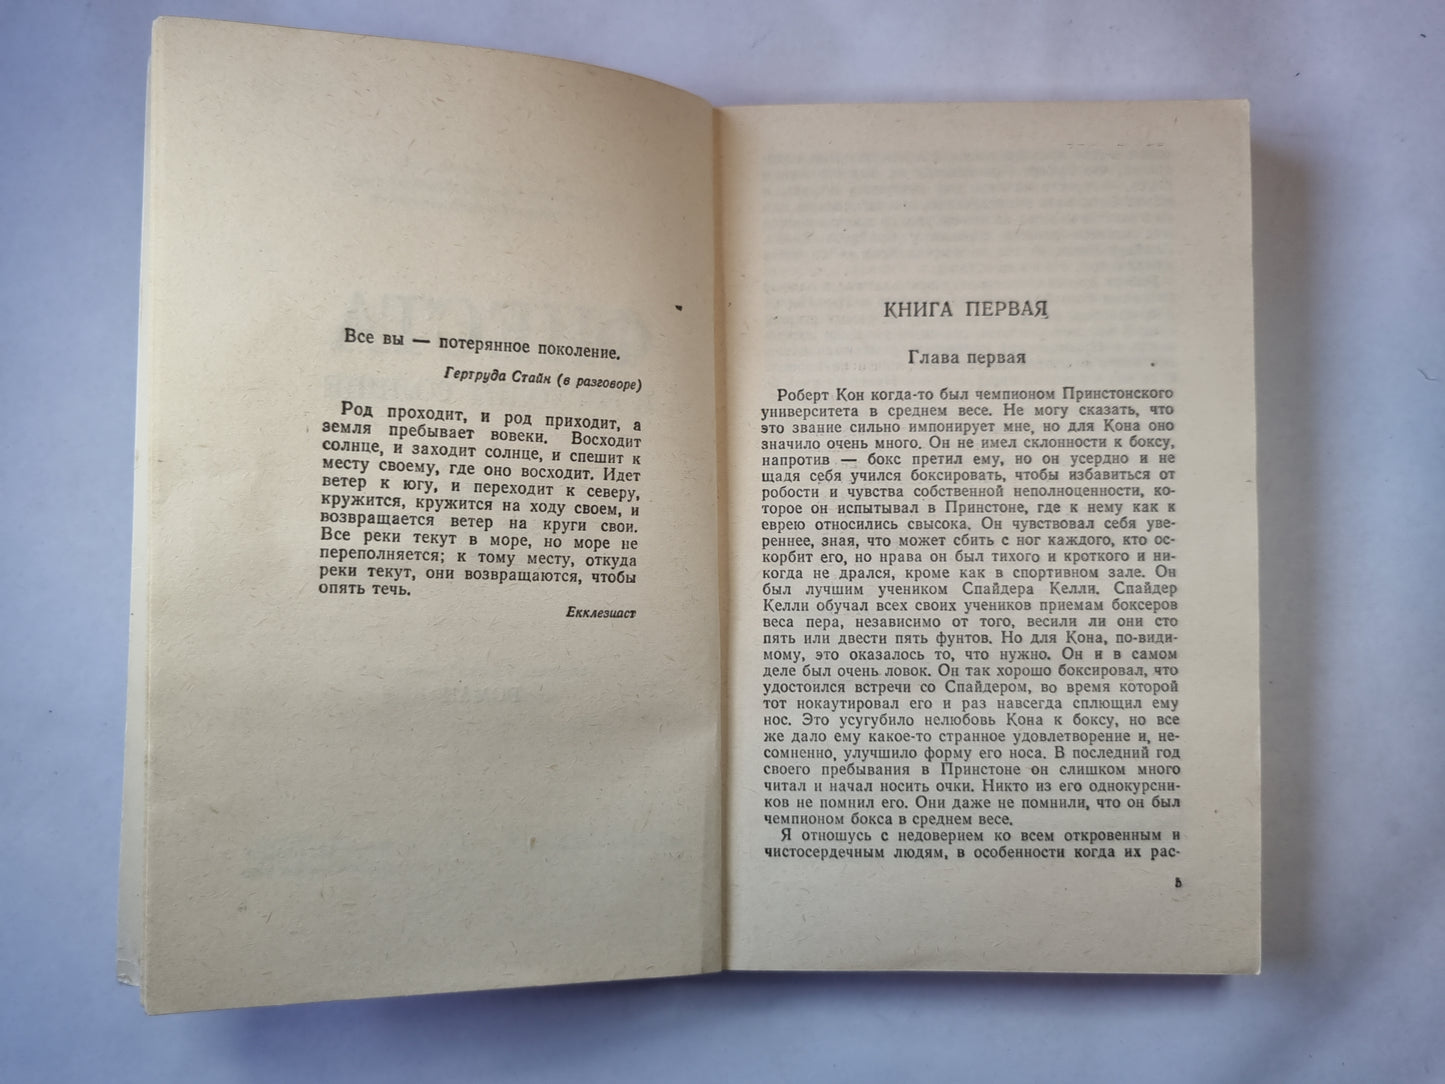 Все вы — потерянное поколение.
Гертруда Стайн (в разговоре)
Род проходит, и род приходит, а
земля пребывает вовеки. Восходит
солнце, и заходит солнце, и спешит к
месту своему, где оно восходит. Идет
ветер к югу, и переходит к северу,
кружится, кружится на ходу своем, и
возвращается ветер на круги свои.
Все реки текут в море, но море не
переполняется; к тому месту, откуда
реки текут, они возвращаются, чтобы
опять течь.
Екклезиаст
КНИГА ПЕРВАЯ
Глава первая
Роберт Кон когда-то был чемпионом Принстонского
университета в среднем весе. Не могу сказать, что
это звание сильно импонирует мне, но для Кона оно
значило очень много. Он не имел склонности к боксу,
напротив — бокс претил ему, но он усердно и не
щадя себя учился боксировать, чтобы избавиться от
робости и чувства собственной неполноценности, ко-
торое он испытывал в Принстоне, где к нему как к
еврею относились свысока. Он чувствовал себя уве-
реннее, зная, что может сбить с ног каждого, кто ос-
корбит его, но нрава он был тихого и кроткого и ни-
когда не дрался, кроме как в спортивном зале. Он
был лучшим учеником Спайдера Келли. Спайдер
Келли обучал всех своих учеников приемам боксеров
веса пера, независимо от того, весили ли они сто
пять или двести пять фунтов. Но для Кона, по-види-
мому, это оказалось то, что нужно. Он и в самом
деле был очень ловок. Он так хорошо боксировал, что
удостоился встречи со Спайдером, во время которой
тот нокаутировал его и раз навсегда сплющил ему
нос. Это усугубило нелюбовь Кона к боксу, но все
же дало ему какое-то странное удовлетворение и, не-
сомненно, улучшило форму его носа. В последний год
своего пребывания в Принстоне он слишком много
читал и начал носить очки. Никто из его однокурсни-
ков не помнил его. Они даже не помнили, что он был
чемпионом бокса в среднем весе.
Я отношусь с недоверием ко всем откровенным и
чистосердечным людям, в особенности когда их рас-
5